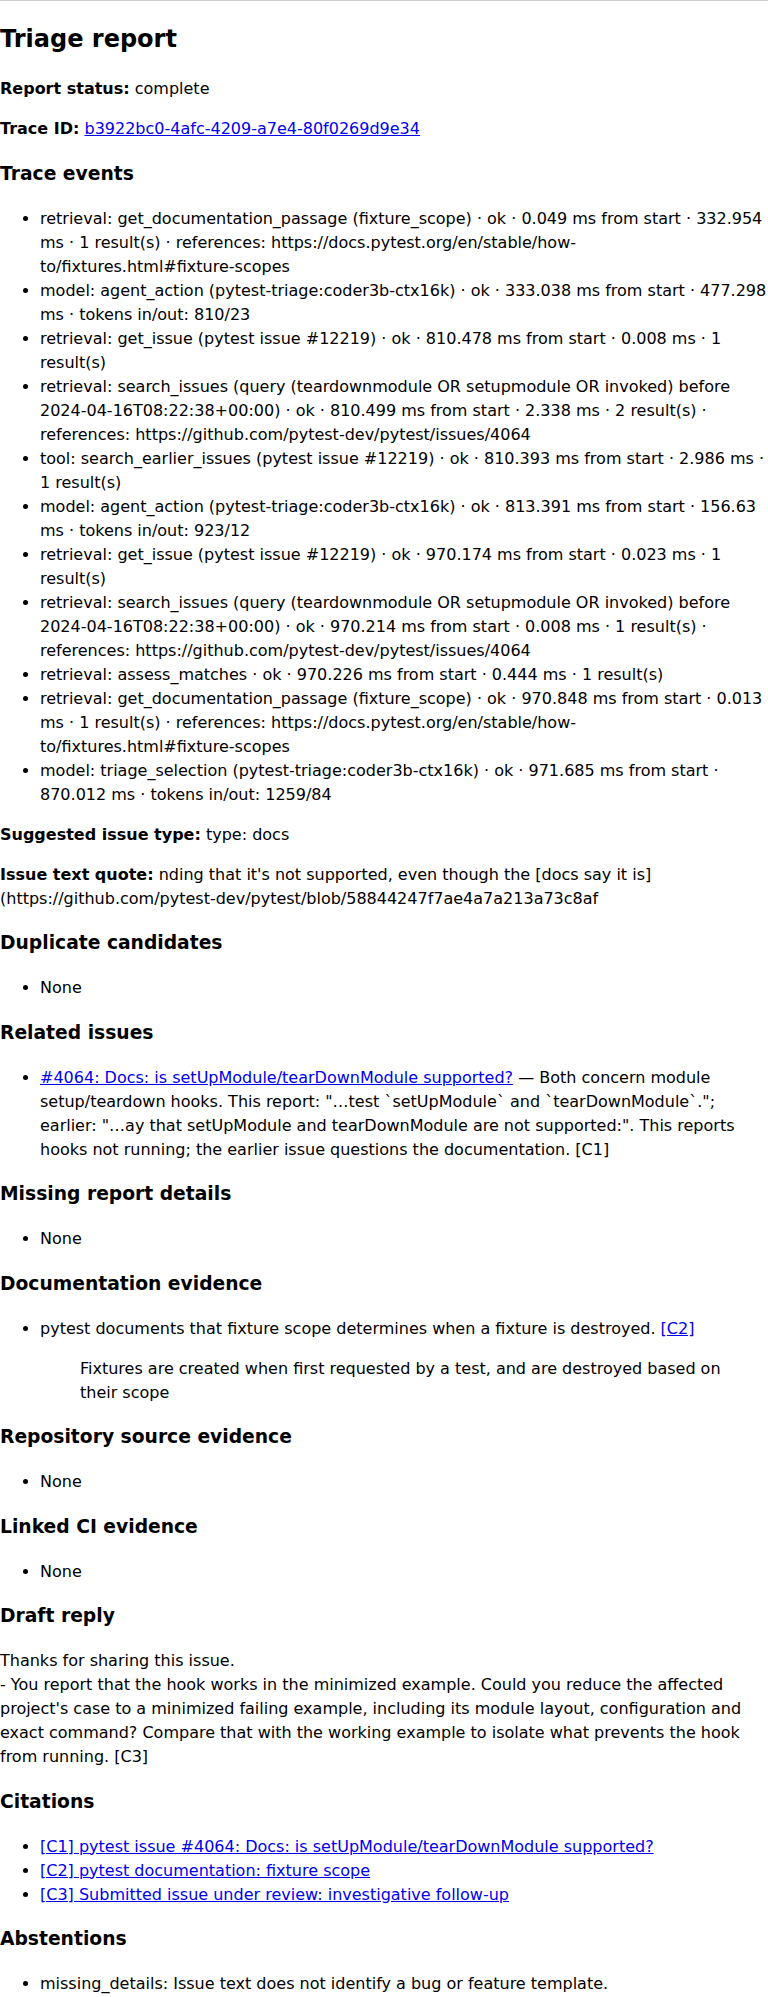 Triage report
Report status: complete
Trace ID: b3922bc0-4afc-4209-a7e4-80f0269d9e34
Trace events
• retrieval: get_documentation_passage (fixture_scope) · ok · 0.049 ms from start · 332.954
ms · 1 result(s) · references: https://docs.pytest.org/en/stable/how-
to/fixtures.html#fixture-scopes
• model: agent_action (pytest-triage:coder3b-ctx16k) · ok · 333.038 ms from start · 477.298
ms · tokens in/out: 810/23
• retrieval: get_issue (pytest issue #12219) · ok · 810.478 ms from start · 0.008 ms · 1
result(s)
• retrieval: search_issues (query (teardownmodule OR setupmodule OR invoked) before
2024-04-16T08:22:38+00:00) · ok · 810.499 ms from start · 2.338 ms · 2 result(s) ·
references: https://github.com/pytest-dev/pytest/issues/4064
• tool: search_earlier_issues (pytest issue #12219) · ok · 810.393 ms from start · 2.986 ms ·
1 result(s)
• model: agent_action (pytest-triage:coder3b-ctx16k) · ok · 813.391 ms from start · 156.63
ms · tokens in/out: 923/12
• retrieval: get_issue (pytest issue #12219) · ok · 970.174 ms from start · 0.023 ms · 1
result(s)
• retrieval: search_issues (query (teardownmodule OR setupmodule OR invoked) before
2024-04-16T08:22:38+00:00) · ok · 970.214 ms from start · 0.008 ms · 1 result(s) ·
references: https://github.com/pytest-dev/pytest/issues/4064
• retrieval: assess_matches · ok · 970.226 ms from start · 0.444 ms · 1 result(s)
• retrieval: get_documentation_passage (fixture_scope) · ok · 970.848 ms from start · 0.013
ms · 1 result(s) · references: https://docs.pytest.org/en/stable/how-
to/fixtures.html#fixture-scopes
• model: triage_selection (pytest-triage:coder3b-ctx16k) · ok · 971.685 ms from start ·
870.012 ms · tokens in/out: 1259/84
Suggested issue type: type: docs
Issue text quote: nding that it's not supported, even though the [docs say it is]
(https://github.com/pytest-dev/pytest/blob/58844247f7ae4a7a213a73c8af
Duplicate candidates
• None
Related issues
• #4064: Docs: is setUpModule/tearDownModule supported? — Both concern module
setup/teardown hooks. This report: "…test `setUpModule` and `tearDownModule`.";
earlier: "…ay that setUpModule and tearDownModule are not supported:". This reports
hooks not running; the earlier issue questions the documentation. [C1]
Missing report details
• None
Documentation evidence
• pytest documents that fixture scope determines when a fixture is destroyed. [C2]
Fixtures are created when first requested by a test, and are destroyed based on
their scope
Repository source evidence
• None
Linked CI evidence
• None
Draft reply
Thanks for sharing this issue.
- You report that the hook works in the minimized example. Could you reduce the affected
project's case to a minimized failing example, including its module layout, configuration and
exact command? Compare that with the working example to isolate what prevents the hook
from running. [C3]
Citations
• [C1] pytest issue #4064: Docs: is setUpModule/tearDownModule supported?
• [C2] pytest documentation: fixture scope
• [C3] Submitted issue under review: investigative follow-up
Abstentions
• missing_details: Issue text does not identify a bug or feature template.